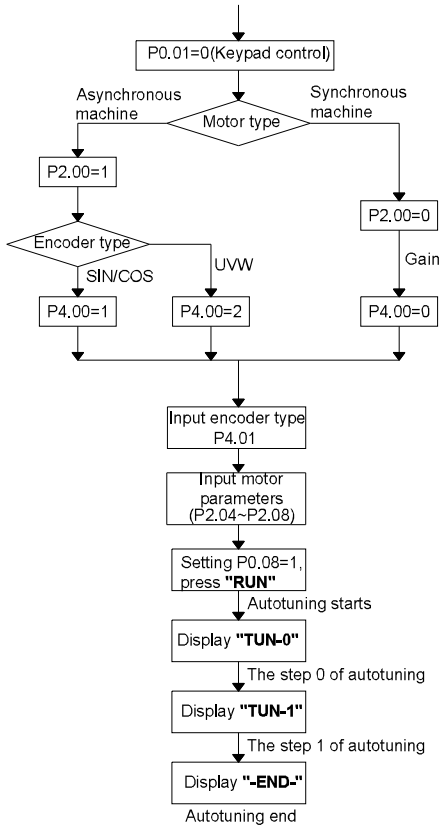 P0.01=0(Keypad control)
Asynchronous
machine
Motor type
Synchronous
machine
P2.00=1
P2.00=0
Encoder type
SIN/COS
UVW
Gain
P4.00=1
P4.00=2
P4.00=0
Input encoder type
P4.01
Input motor
parameters
(P2.04~P2.08)
Setting P0.08=1,
press "RUN"
Autotuning starts
Display "TUN-0"
The step 0 of autotuning
Display "TUN-1"
The step 1 of autotuning
Display "-END-"
Autotuning end